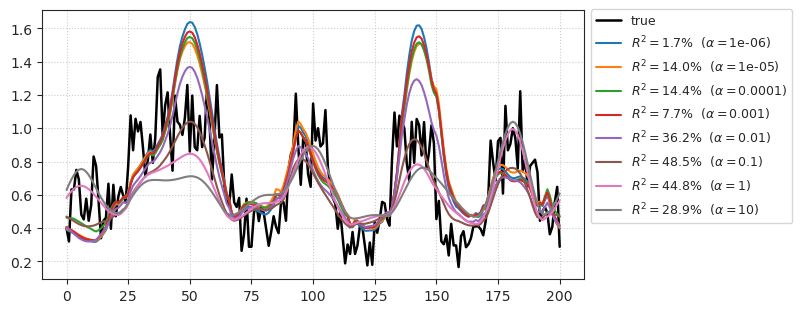 1.6
1.4
1.2
1.0
0.8
0.6
0.4
0.2
0
25
50
75
100
125
150
175
200
true
R² = 1.7% (α = 1e-06)
R² = 14.0% (α = 1e-05)
R² = 14.4% (α = 0.0001)
R² = 7.7% (α = 0.001)
R² = 36.2% (α = 0.01)
R² = 48.5% (α = 0.1)
R² = 44.8% (α = 1)
R² = 28.9% (α = 10)